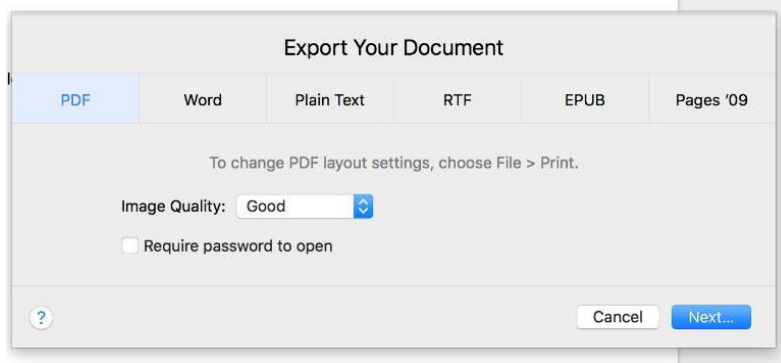 Export Your Document
PDF Word Plain Text RTF EPUB Pages '09
To change PDF layout settings, choose File > Print.
Image Quality: Good
Require password to open
? Cancel Next...